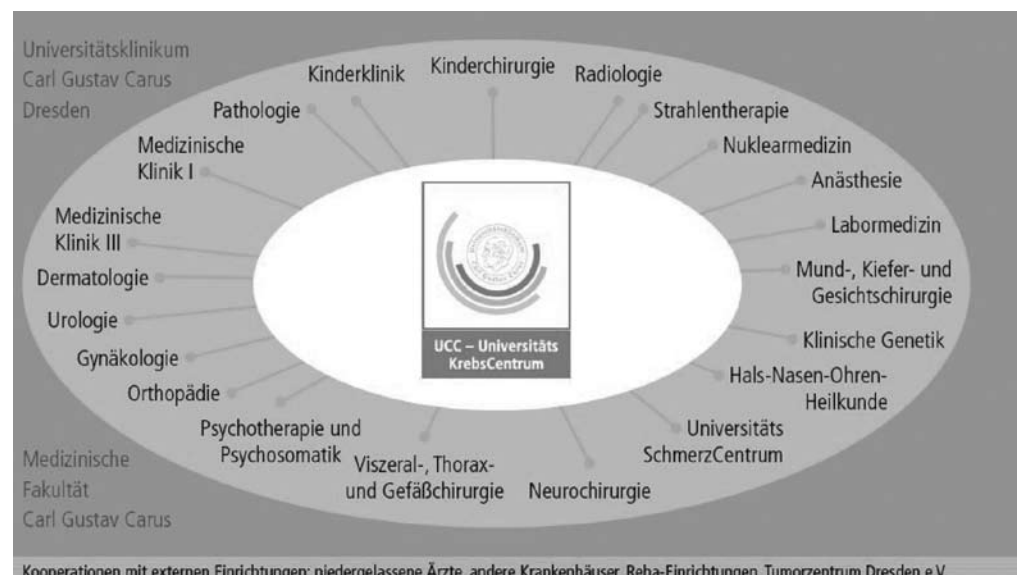 Universitätsklinikum
Carl Gustav Carus
Dresden
Kinderklinik
Kinderchirurgie
Radiologie
Pathologie
Strahlentherapie
Medizinische
Klinik I
Nuklearmedizin
Anästhesie
Medizinische
Klinik III
Labormedizin
Dermatologie
Mund-, Kiefer- und
Gesichtschirurgie
Urologie
Klinische Genetik
UCC – Universitäts
KrebsCentrum
Gynäkologie
Hals-Nasen-Ohren-
Heilkunde
Orthopädie
Psychotherapie und
Psychosomatik
Universitäts
SchmerzCentrum
Viszeral-, Thorax-
und Gefäßchirurgie
Neurochirurgie
Medizinische
Fakultät
Carl Gustav Carus
Kooperationen mit externen Einrichtungen: niedergelassene Ärzte, andere Krankenhäuser, Reha-Einrichtungen, Tumorzentrum Dresden e.V.